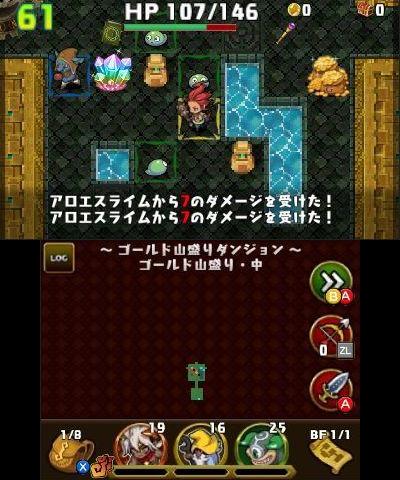 61
HP 107/146
0
0
アロエスライムから7のダメージを受けた！
アロエスライムから7のダメージを受けた！
LOG
～ ゴールド山盛りダンジョン ～
ゴールド山盛り・中
B A
0
ZL
A
1/8
19
16
25
BF 1/1
X